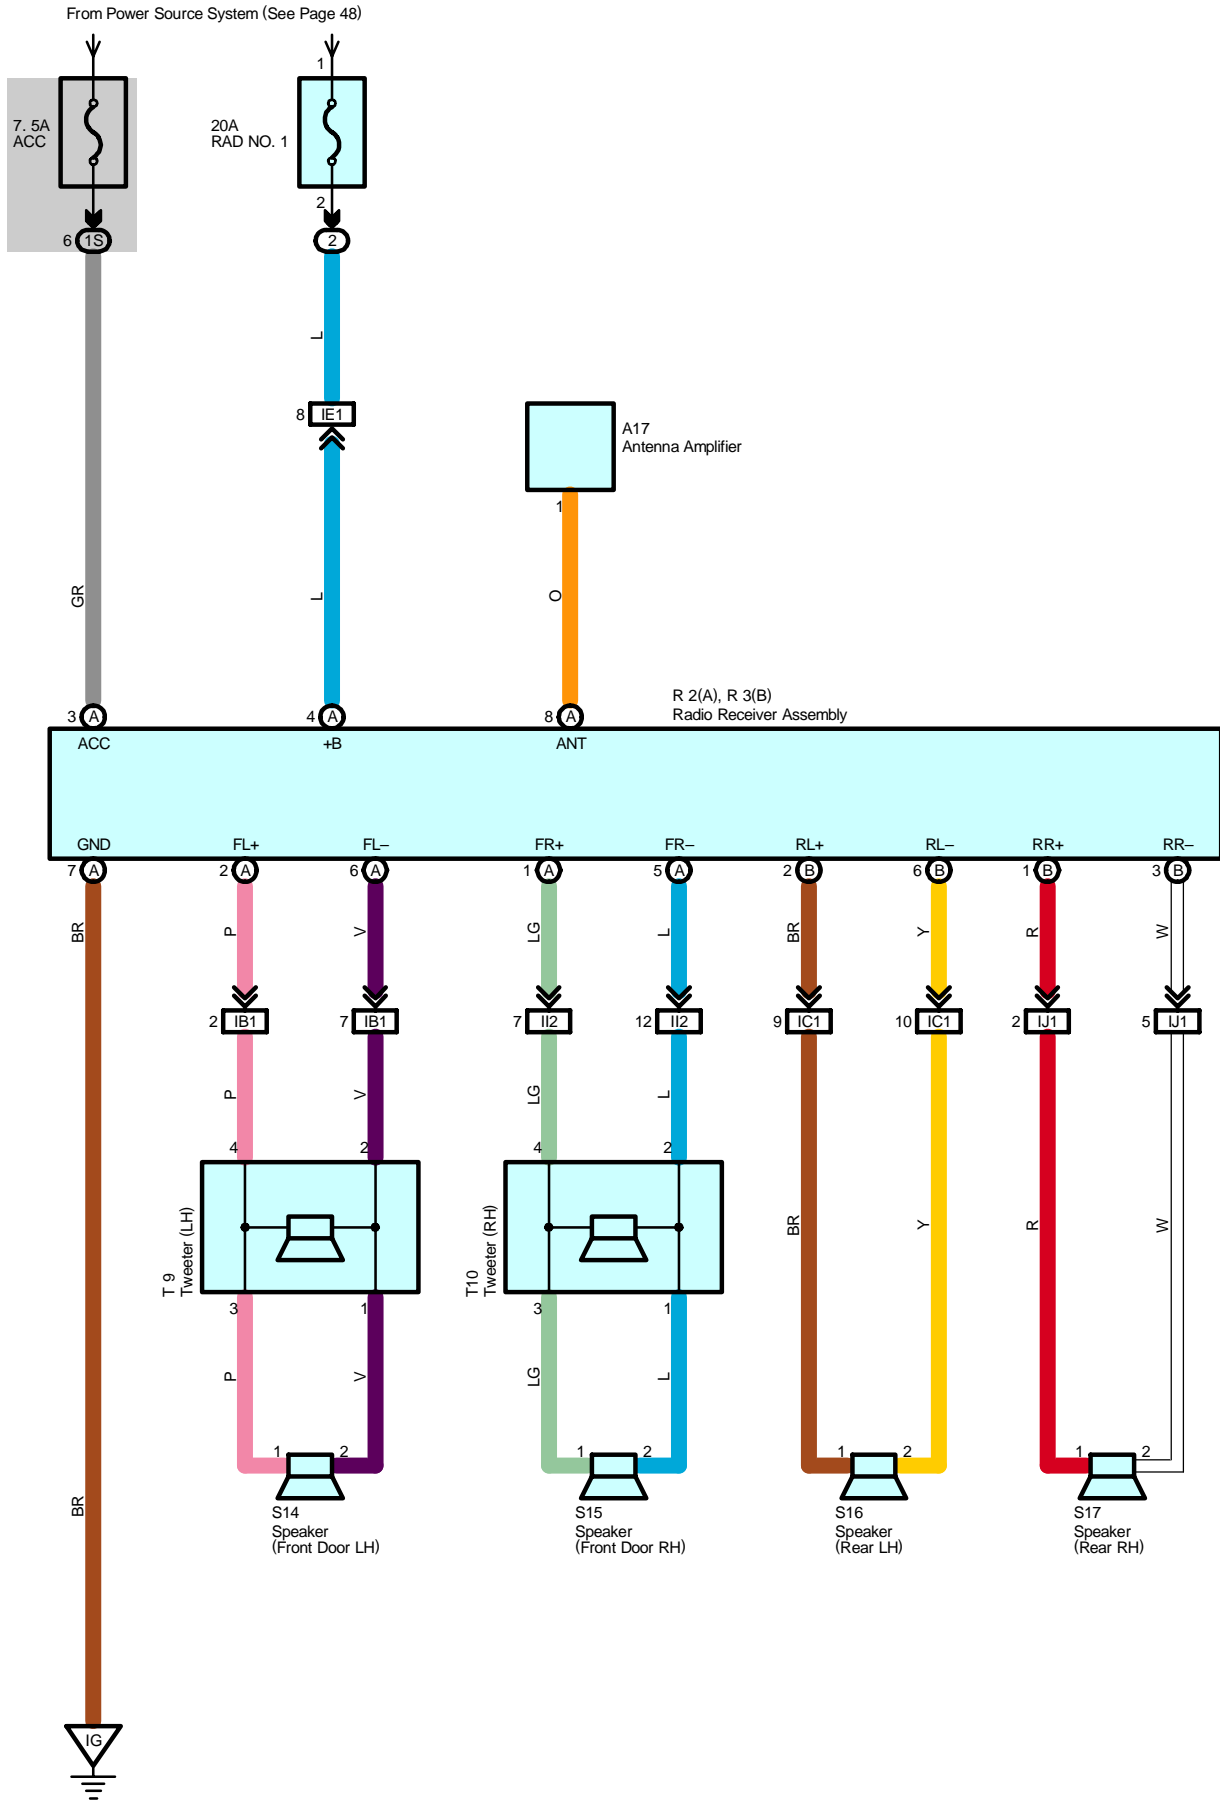 From Power Source System (See Page 48)
1
7. 5A
ACC
20A
RAD NO. 1
2
6 1S
2
L
8 IE1
A17
Antenna Amplifier
1
GR
L
O
R 2(A), R 3(B)
Radio Receiver Assembly
3 A
4 A
8 A
ACC
+B
ANT
GND
FL+
FL–
FR+
FR–
RL+
RL–
RR+
RR–
7 A
2 A
6 A
1 A
5 A
2 B
6 B
1 B
3 B
BR
P
V
LG
L
BR
Y
R
W
2 IB1
7 IB1
7 II2
12 II2
9 IC1
10 IC1
2 IJ1
5 IJ1
P
V
LG
L
4
2
4
2
T 9
Tweeter (LH)
T10
Tweeter (RH)
BR
Y
R
W
3
1
3
1
P
V
LG
L
1
2
1
2
1
2
1
2
BR
S14
Speaker
(Front Door LH)
S15
Speaker
(Front Door RH)
S16
Speaker
(Rear LH)
S17
Speaker
(Rear RH)
IG